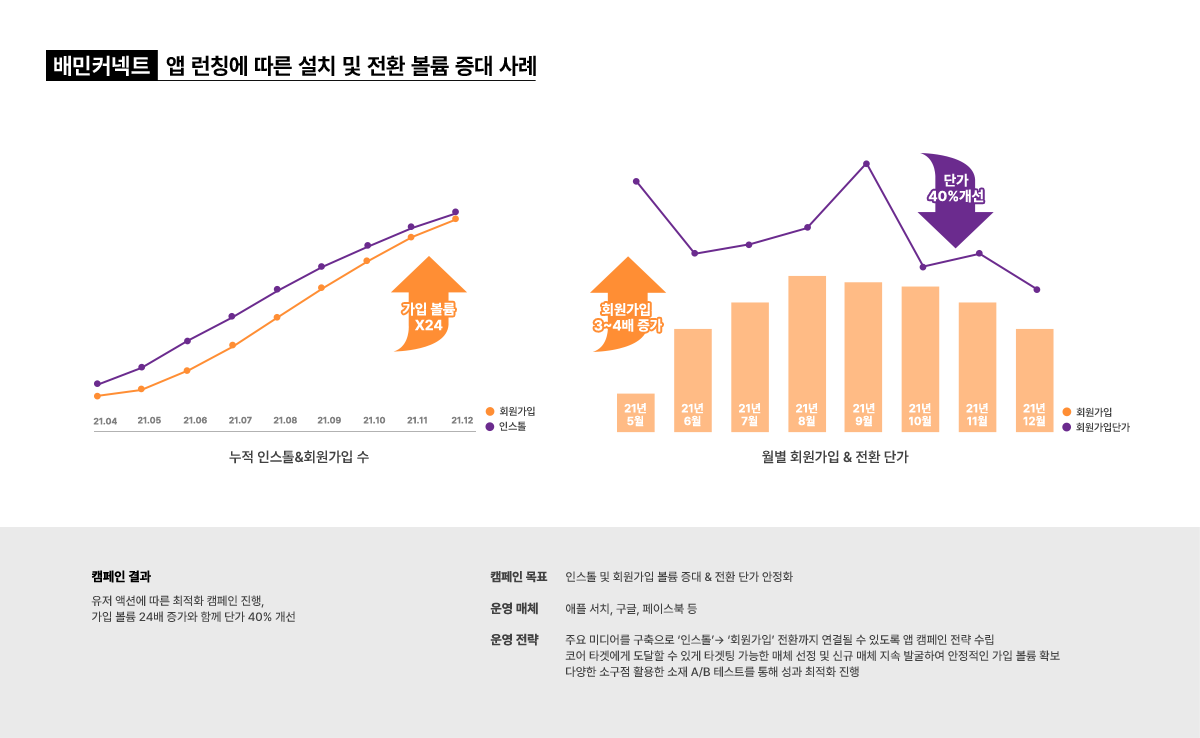 배민커넥트 앱 런칭에 따른 설치 및 전환 볼륨 증대 사례
가입 볼륨
X24
21.04 21.05 21.06 21.07 21.08 21.09 21.10 21.11 21.12
회원가입
인스톨
누적 인스톨&회원가입 수
단가
40%개선
회원가입
3~4배 증가
21년 5월
21년 6월
21년 7월
21년 8월
21년 9월
21년 10월
21년 11월
21년 12월
회원가입
회원가입단가
월별 회원가입 & 전환 단가
캠페인 결과
유저 액션에 따른 최적화 캠페인 진행,
가입 볼륨 24배 증가와 함께 단가 40% 개선
캠페인 목표 인스톨 및 회원가입 볼륨 증대 & 전환 단가 안정화
운영 매체 애플 서치, 구글, 페이스북 등
운영 전략 주요 미디어를 구축으로 ‘인스톨’→ ‘회원가입’ 전환까지 연결될 수 있도록 앱 캠페인 전략 수립
코어 타겟에게 도달할 수 있게 타겟팅 가능한 매체 선정 및 신규 매체 지속 발굴하여 안정적인 가입 볼륨 확보
다양한 소구점 활용한 소재 A/B 테스트를 통해 성과 최적화 진행